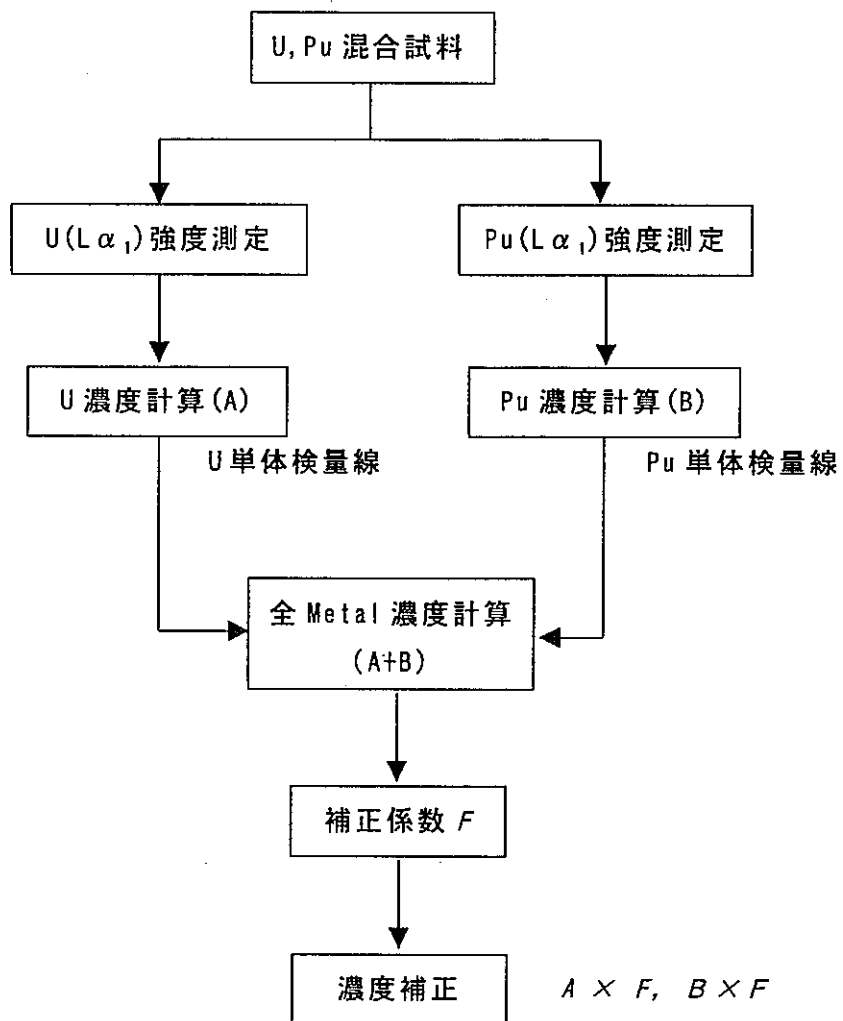 U,Pu 混合試料
U(Lα₁)強度測定
Pu(Lα₁)強度測定
U 濃度計算(A)
Pu 濃度計算(B)
U 単体検量線
Pu 単体検量線
全 Metal 濃度計算
(A+B)
補正係数 F
濃度補正
A × F, B × F